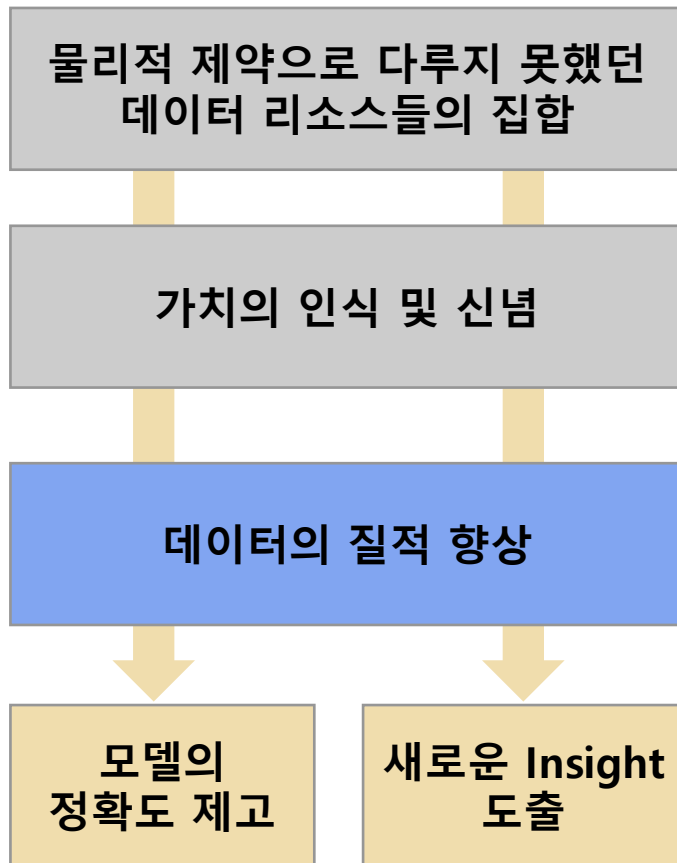 물리적 제약으로 다루지 못했던
데이터 리소스들의 집합
가치의 인식 및 신념
데이터의 질적 향상
모델의
정확도 제고
새로운 Insight
도출